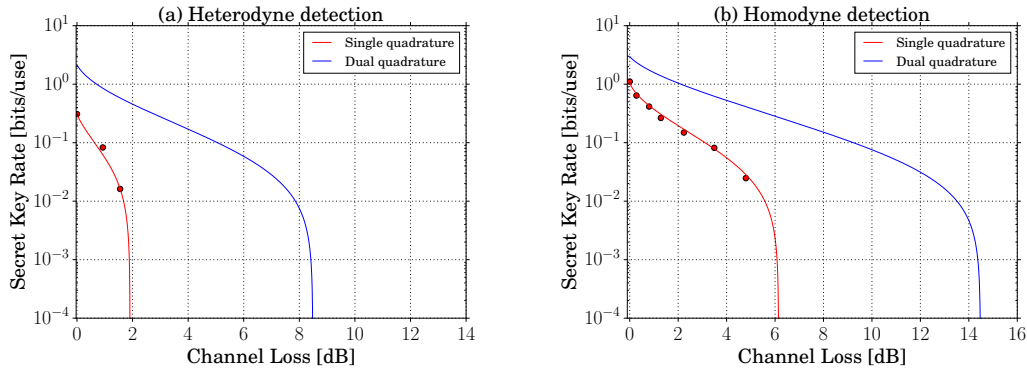 (a) Heterodyne detection
Secret Key Rate [bits/use]
10^1
10^0
10^-1
10^-2
10^-3
10^-4
Single quadrature
Dual quadrature
0 2 4 6 8 10 12 14
Channel Loss [dB]
(b) Homodyne detection
Secret Key Rate [bits/use]
10^1
10^0
10^-1
10^-2
10^-3
10^-4
Single quadrature
Dual quadrature
0 2 4 6 8 10 12 14 16
Channel Loss [dB]